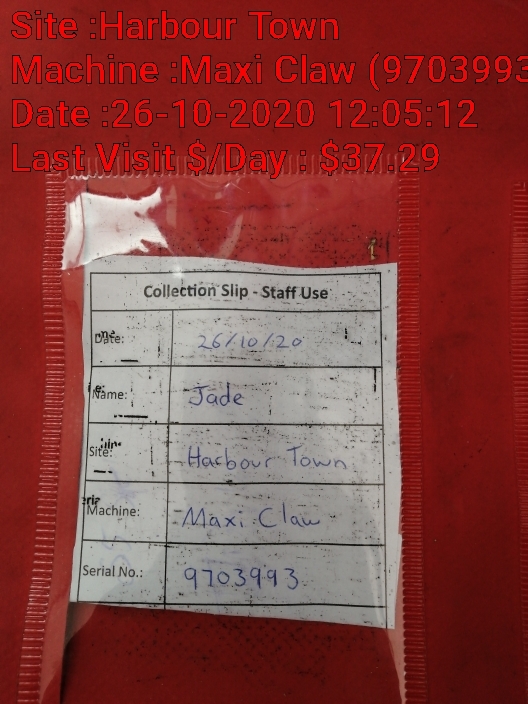 Site :Harbour Town
Machine :Maxi Claw (9703993
Date :26-10-2020 12:05:12
Last Visit $/Day : $37.29
Collection Slip - Staff Use
Date: 26/10/20
Name: Jade
Site: Harbour Town
Machine: Maxi Claw
Serial No.: 9703993